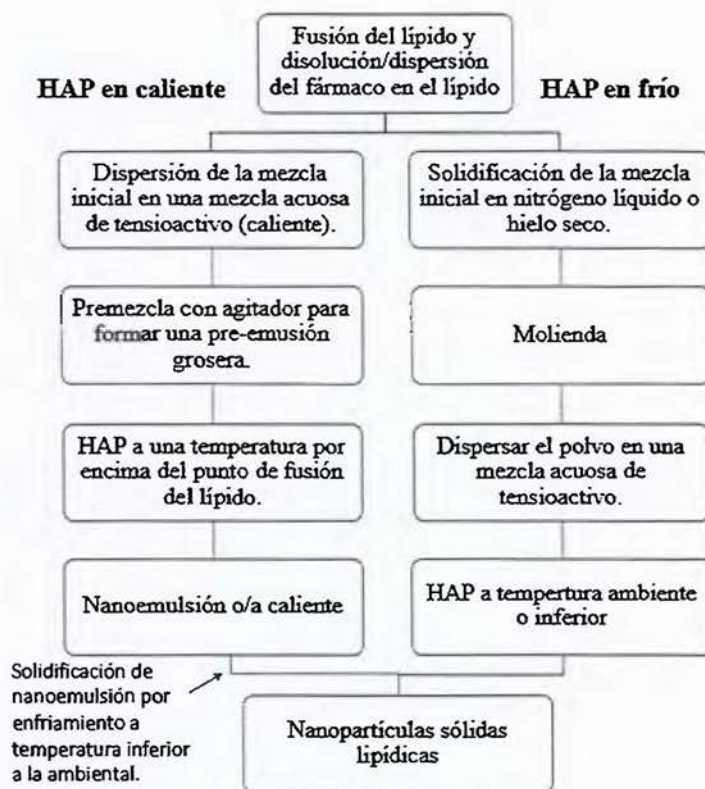 Fusión del lípido y
disolución/dispersión
del fármaco en el lípido
HAP en caliente
HAP en frío
Dispersión de la mezcla
inicial en una mezcla acuosa
de tensioactivo (caliente).
Solidificación de la mezcla
inicial en nitrógeno líquido o
hielo seco.
Premezcla con agitador para
formar una pre-emusión
grosera.
Molienda
HAP a una temperatura por
encima del punto de fusión
del lípido.
Dispersar el polvo en una
mezcla acuosa de
tensioactivo.
Nanoemulsión o/a caliente
HAP a tempertura ambiente
o inferior
Solidificación de
nanoemulsión por
enfriamiento a
temperatura inferior
a la ambiental.
Nanopartículas sólidas
lipídicas